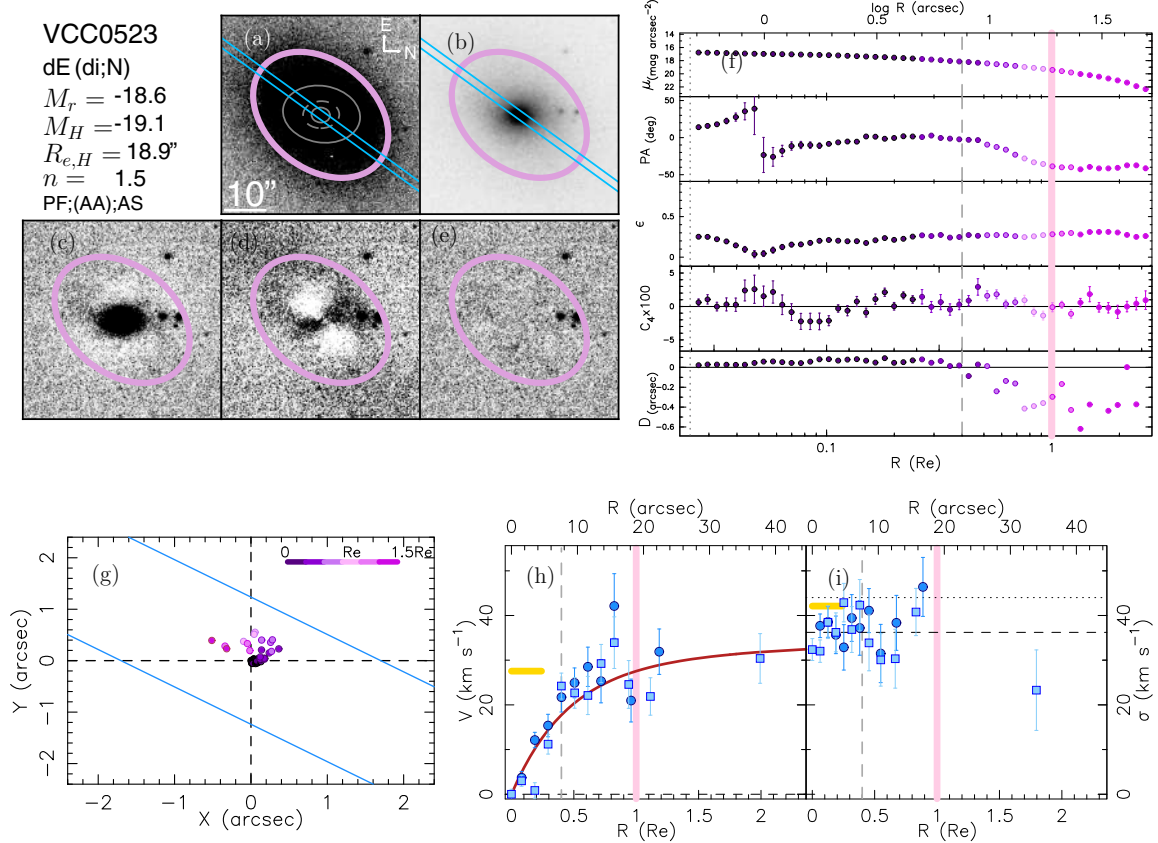 VCC0523
dE (di;N)
M_r = -18.6
M_H = -19.1
R_e,H = 18.9"
n = 1.5
PF;(AA);AS
(a)
E
N
10"
(b)
(c)
(d)
(e)
log R (arcsec)
0 0.5 1 1.5
(f)
μ(mag arcsec⁻²)
14
16
18
20
22
PA (deg)
50
0
−50
ε
0.5
0
C₄×100
5
0
−5
D (arcsec)
0
−0.2
−0.4
−0.6
0.1 1
R (Re)
(g)
0 Re 1.5Re
Y (arcsec)
2
1
0
−1
−2
−2 −1 0 1 2
X (arcsec)
R (arcsec)
0 10 20 30 40
(h)
V (km s⁻¹)
40
20
0
0 0.5 1 1.5 2
R (Re)
R (arcsec)
0 10 20 30 40
(i)
σ (km s⁻¹)
40
20
0
0 0.5 1 1.5 2
R (Re)